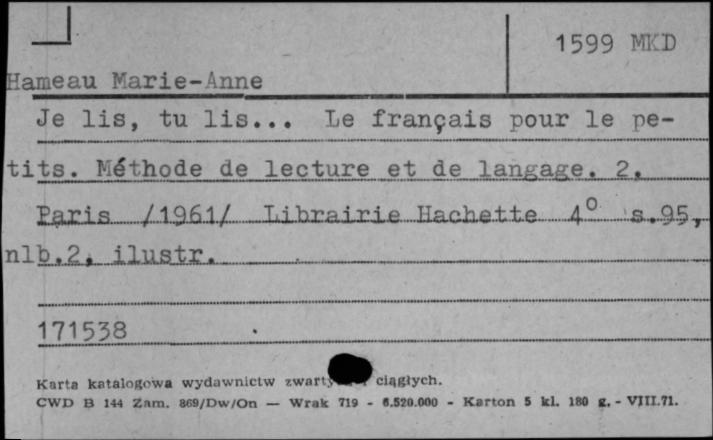 1599 MKD
Hameau Marie-Anne
Je lis, tu lis... Le français pour le pe-
tits. Méthode de lecture et de langage. 2.
Paris /1961/ Librairie Hachette 4° s.95,
nlb.2, ilustr.
171538
Karta katalogowa wydawnictw ciągłych.
CWD B 144 Zam. 869/Dw/On — Wrak 719 - 6.520.000 - Karton 5 kl. 180 g. - VIII.71.